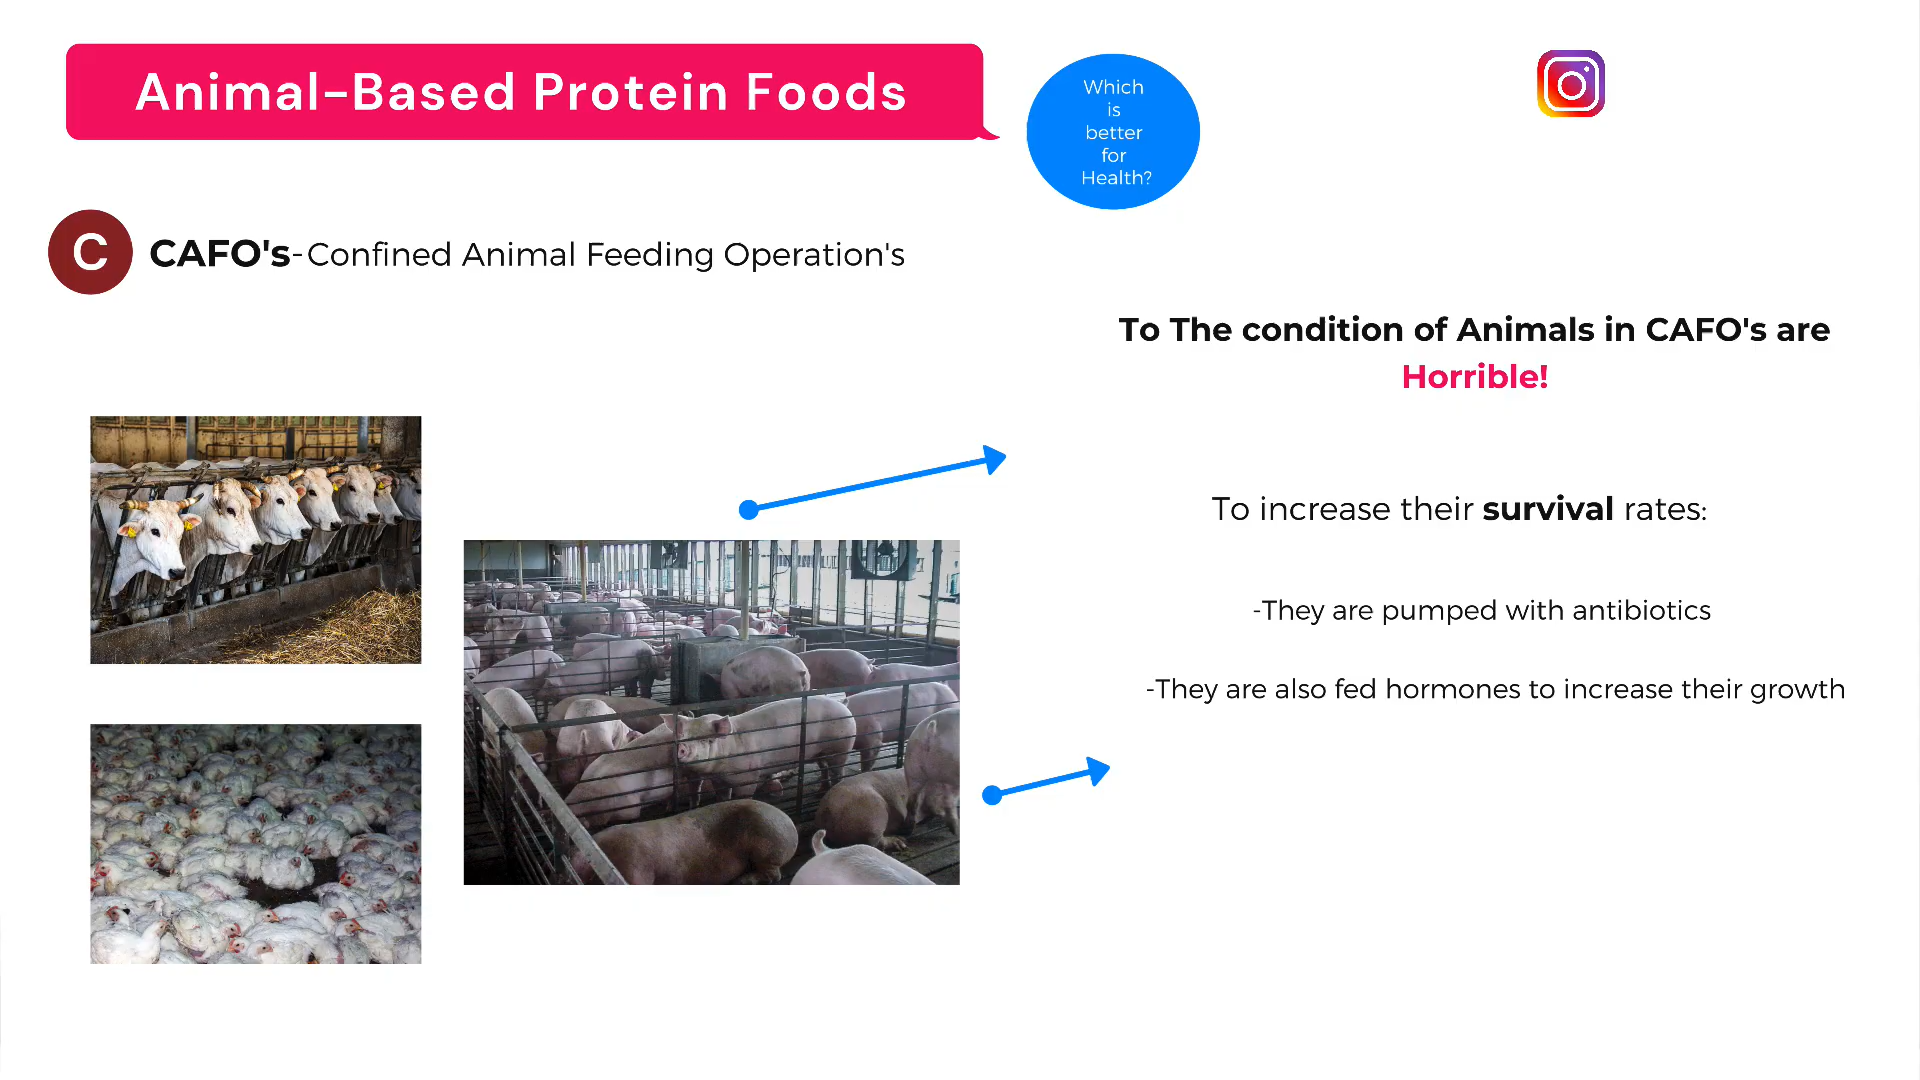 Animal-Based Protein Foods
Which
is
better
for
Health?
C
CAFO's-Confined Animal Feeding Operation's
To The condition of Animals in CAFO's are
Horrible!
To increase their survival rates:
-They are pumped with antibiotics
-They are also fed hormones to increase their growth